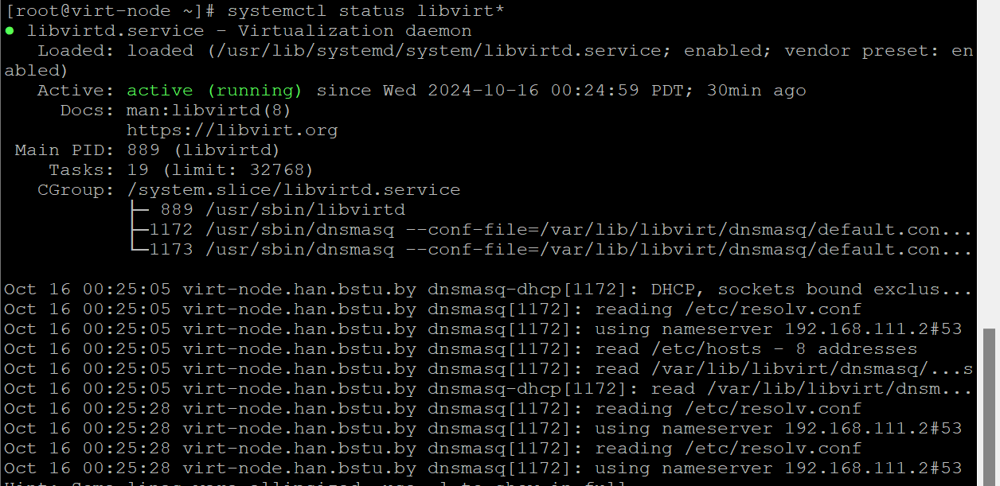 [root@virt-node ~]# systemctl status libvirt*
● libvirtd.service - Virtualization daemon
   Loaded: loaded (/usr/lib/systemd/system/libvirtd.service; enabled; vendor preset: en
abled)
   Active: active (running) since Wed 2024-10-16 00:24:59 PDT; 30min ago
     Docs: man:libvirtd(8)
           https://libvirt.org
 Main PID: 889 (libvirtd)
    Tasks: 19 (limit: 32768)
   CGroup: /system.slice/libvirtd.service
           ├─ 889 /usr/sbin/libvirtd
           ├─1172 /usr/sbin/dnsmasq --conf-file=/var/lib/libvirt/dnsmasq/default.con...
           └─1173 /usr/sbin/dnsmasq --conf-file=/var/lib/libvirt/dnsmasq/default.con...

Oct 16 00:25:05 virt-node.han.bstu.by dnsmasq-dhcp[1172]: DHCP, sockets bound exclus...
Oct 16 00:25:05 virt-node.han.bstu.by dnsmasq[1172]: reading /etc/resolv.conf
Oct 16 00:25:05 virt-node.han.bstu.by dnsmasq[1172]: using nameserver 192.168.111.2#53
Oct 16 00:25:05 virt-node.han.bstu.by dnsmasq[1172]: read /etc/hosts - 8 addresses
Oct 16 00:25:05 virt-node.han.bstu.by dnsmasq[1172]: read /var/lib/libvirt/dnsmasq/...s
Oct 16 00:25:05 virt-node.han.bstu.by dnsmasq-dhcp[1172]: read /var/lib/libvirt/dnsm...
Oct 16 00:25:28 virt-node.han.bstu.by dnsmasq[1172]: reading /etc/resolv.conf
Oct 16 00:25:28 virt-node.han.bstu.by dnsmasq[1172]: using nameserver 192.168.111.2#53
Oct 16 00:25:28 virt-node.han.bstu.by dnsmasq[1172]: reading /etc/resolv.conf
Oct 16 00:25:28 virt-node.han.bstu.by dnsmasq[1172]: using nameserver 192.168.111.2#53
Hint: Some lines were ellipsized, use -l to show in full.